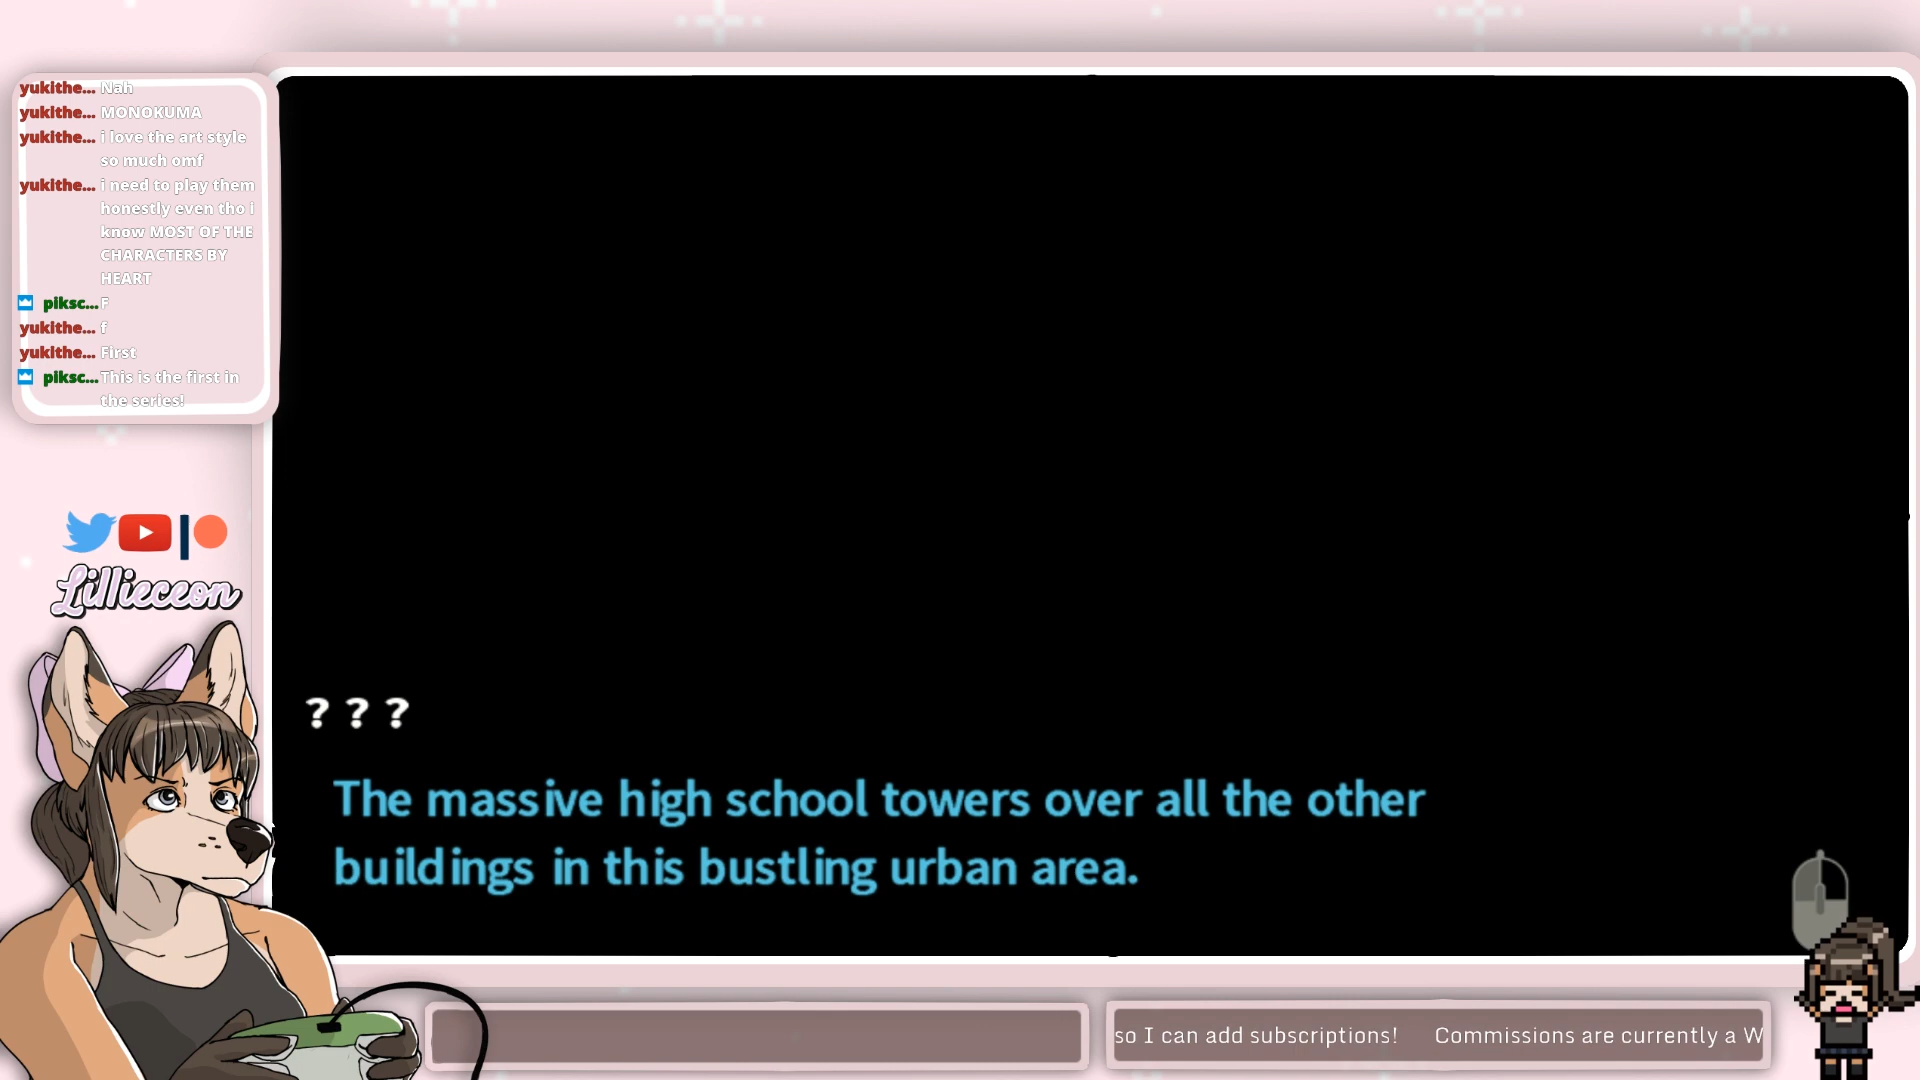 yukithe... Nah
yukithe... MONOKUMA
yukithe... i love the art style
so much omf
yukithe... i need to play them
honestly even tho i
know MOST OF THE
CHARACTERS BY
HEART
piksc... F
yukithe... f
yukithe... First
piksc... This is the first in
the series!
Lillieceon
? ? ?
The massive high school towers over all the other
buildings in this bustling urban area.
so I can add subscriptions! Commissions are currently a W